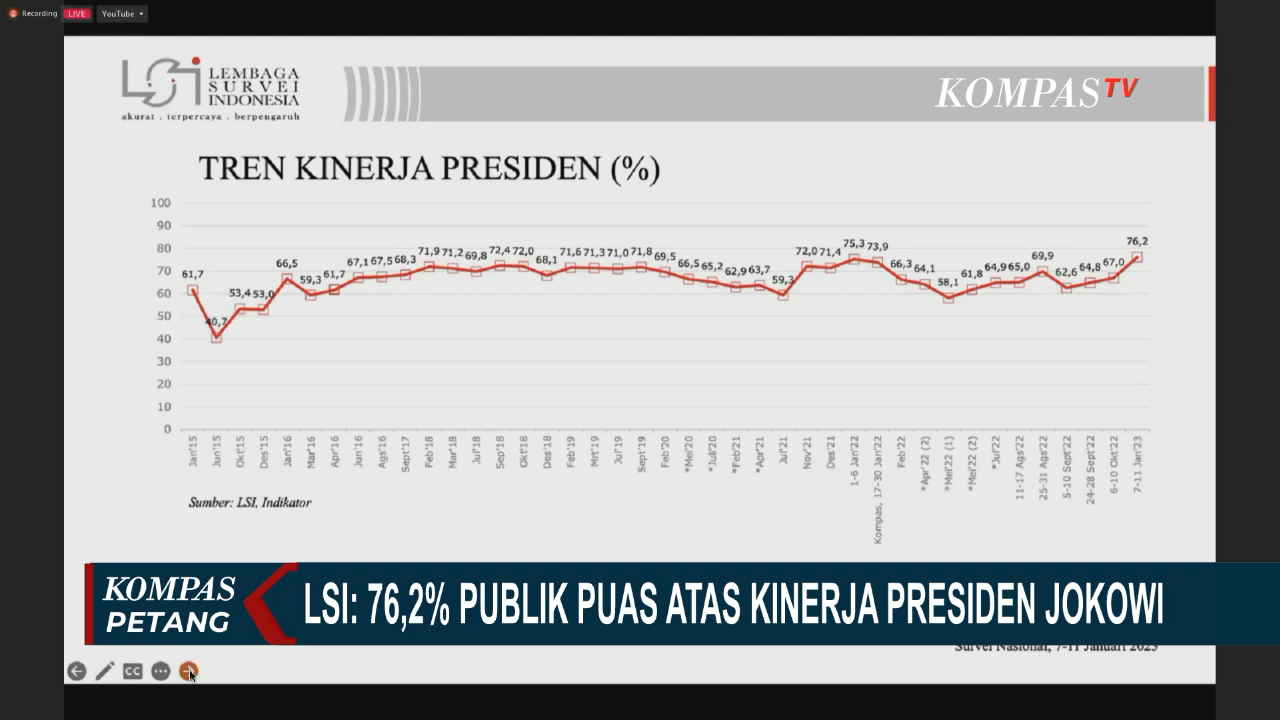 Recording
LIVE
YouTube
LSI
LEMBAGA
SURVEI
INDONESIA
akurat . terpercaya . berpengaruh
KOMPAS TV
TREN KINERJA PRESIDEN (%)
100
90
80
70
60
50
40
30
20
10
0
61,7
40,7
53,4
53,0
66,5
59,3
61,7
67,1
67,5
68,3
71,9
71,2
69,8
72,4
72,0
68,1
71,6
71,3
71,0
71,8
69,5
66,5
65,2
62,9
63,7
59,3
72,0
71,4
75,3
73,9
66,3
64,1
58,1
61,8
64,9
65,0
69,9
62,6
64,8
67,0
76,2
Jan'15
Jun'15
Okt'15
Des'15
Jan'16
Mar'16
Apr'16
Jun'16
Ags'16
Sept'17
Feb'18
Mar'18
Jul'18
Sep'18
Okt'18
Des'18
Feb'19
Mrt'19
Jul'19
Sept'19
Feb'20
*Mei'20
*Juli'20
*Feb'21
*Apr'21
Jul'21
Nov'21
Des'21
1-6 Jan'22
Kompas, 17-30 Jan'22
Feb'22
*Apr'22 (2)
*Mei'22 (1)
*Mei'22 (2)
*Jul'22
11-17 Ags'22
25-31 Ags'22
5-10 Sept'22
24-28 Sept'22
6-10 Okt'22
7-11 Jan'23
Sumber: LSI, Indikator
KOMPAS
PETANG
LSI: 76,2% PUBLIK PUAS ATAS KINERJA PRESIDEN JOKOWI
Survei Nasional, 7-11 Januari 2023
CC